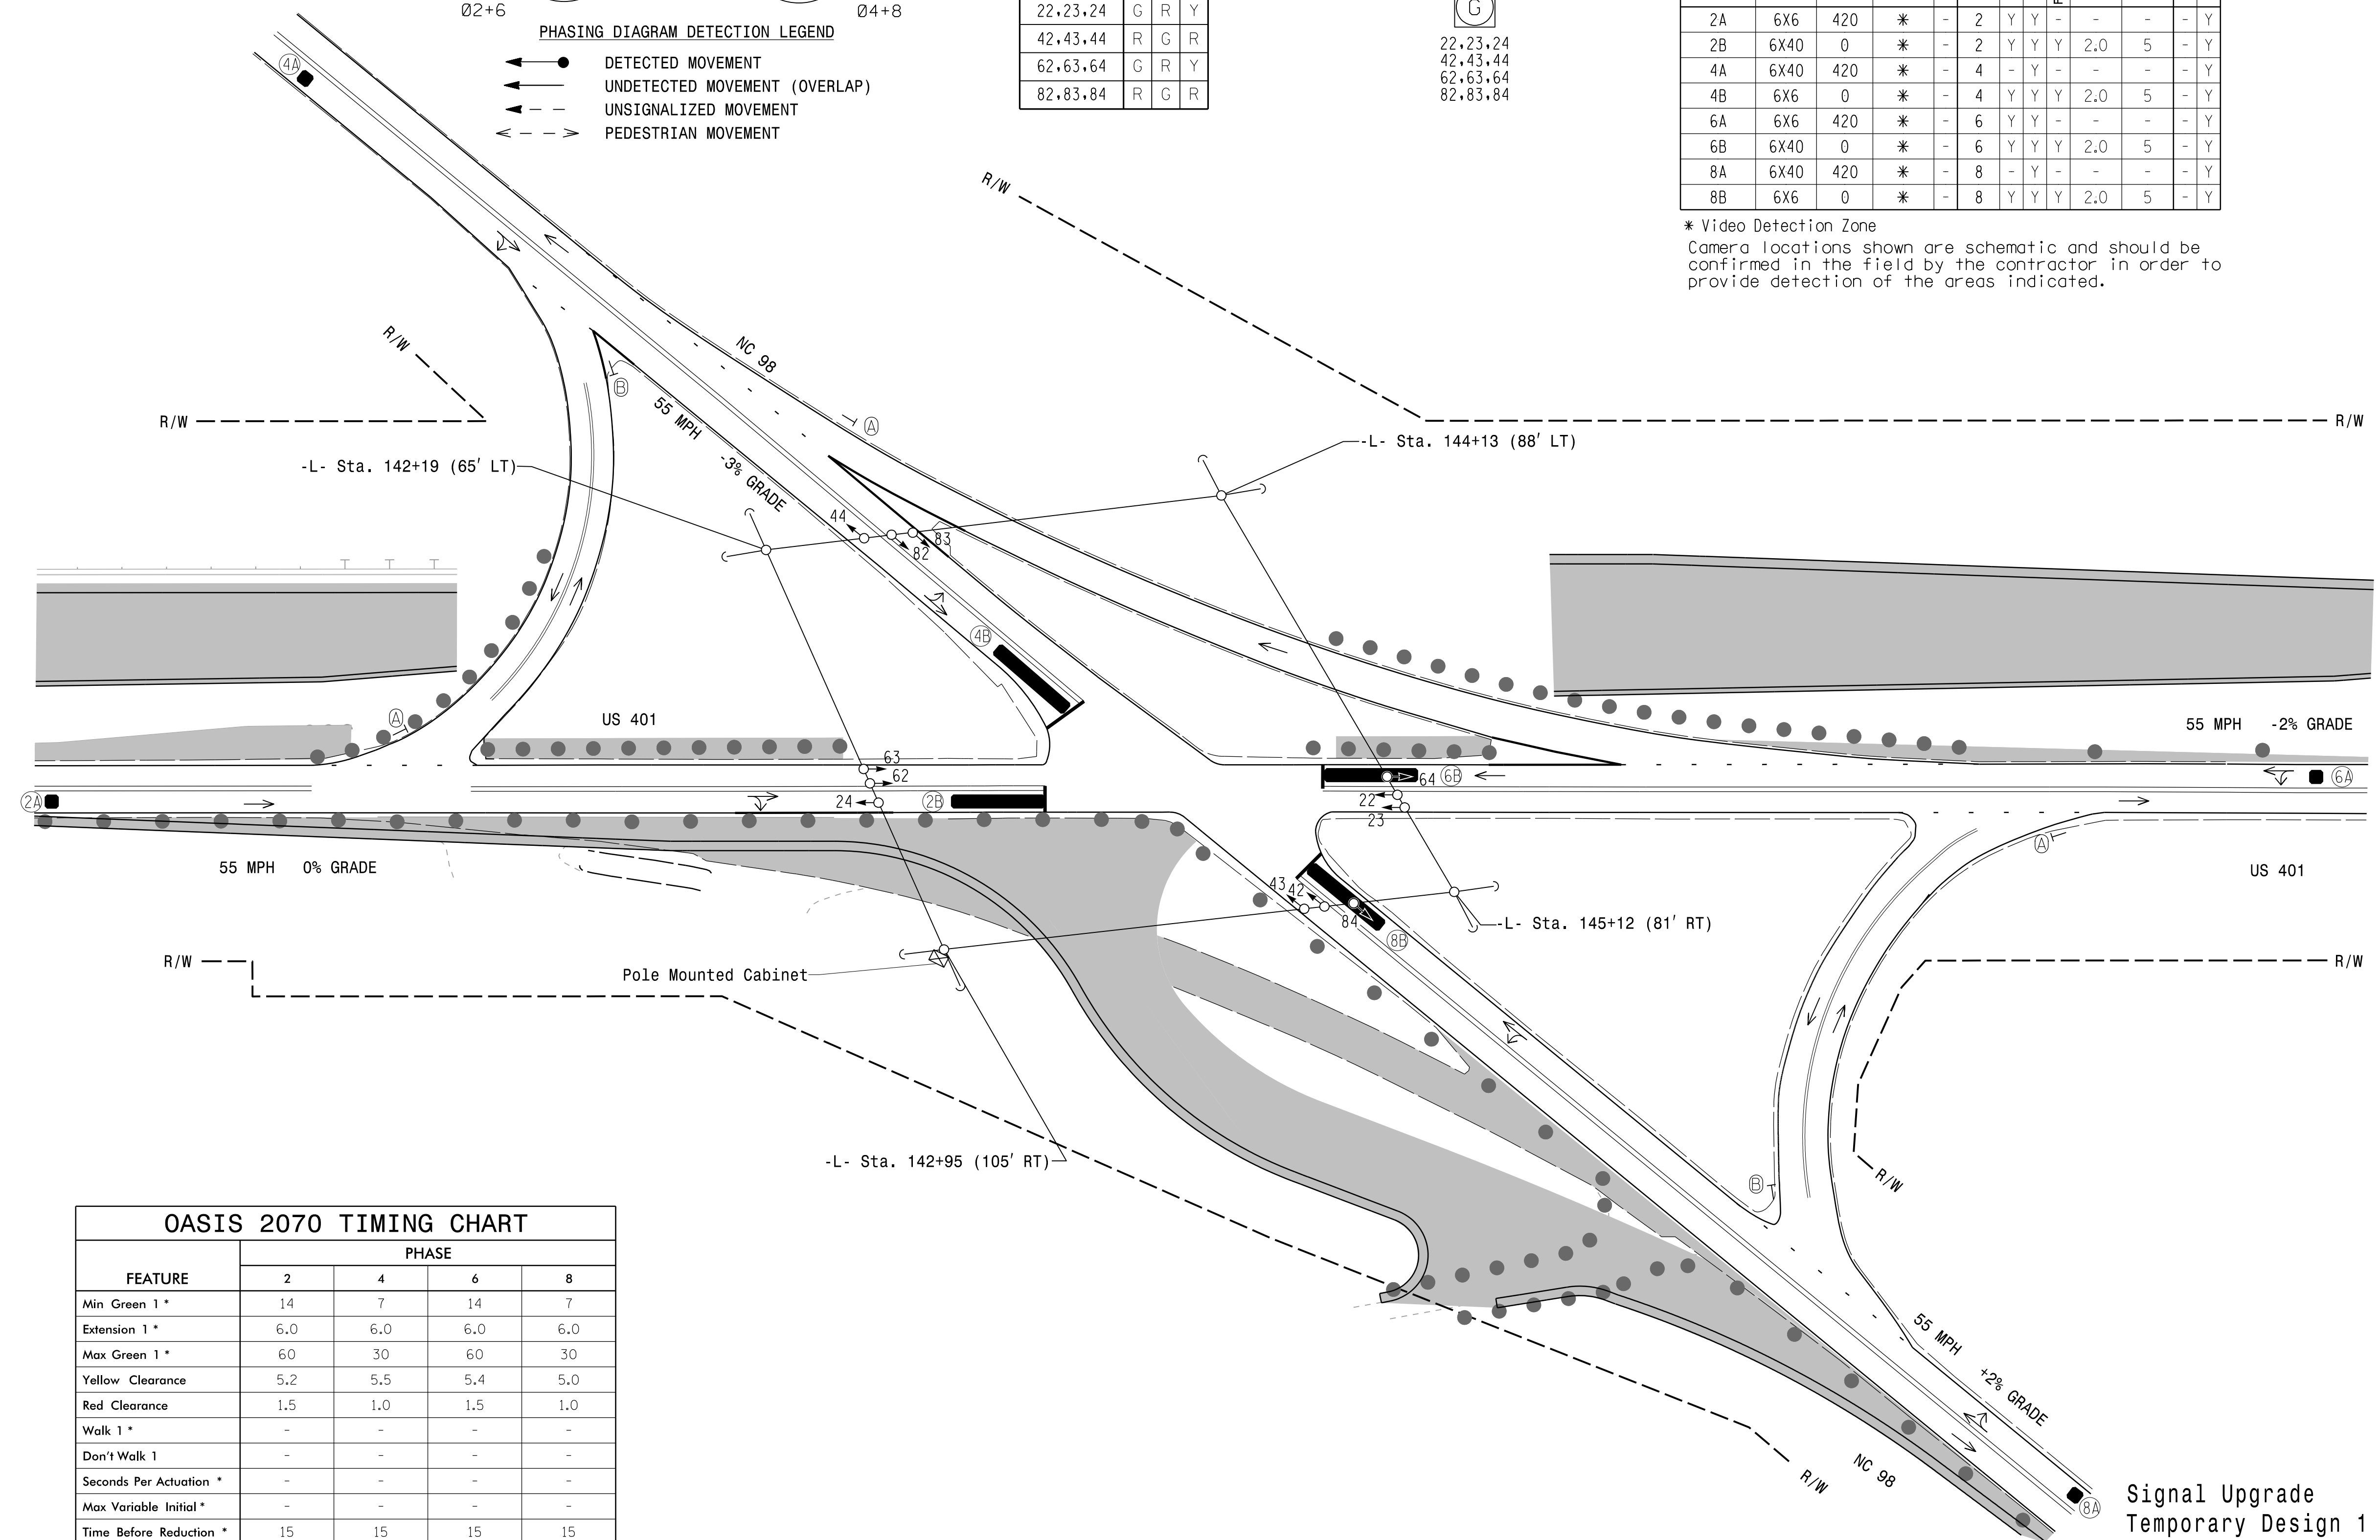 Ø2+6
Ø4+8
PHASING DIAGRAM DETECTION LEGEND
DETECTED MOVEMENT
UNDETECTED MOVEMENT (OVERLAP)
UNSIGNALIZED MOVEMENT
PEDESTRIAN MOVEMENT
22,23,24 G R Y
42,43,44 R G R
62,63,64 G R Y
82,83,84 R G R
G
22,23,24
42,43,44
62,63,64
82,83,84
2A 6X6 420 * - 2 Y Y - - - - Y
2B 6X40 0 * - 2 Y Y Y 2.0 5 - Y
4A 6X40 420 * - 4 - Y - - - - Y
4B 6X6 0 * - 4 Y Y Y 2.0 5 - Y
6A 6X6 420 * - 6 Y Y - - - - Y
6B 6X40 0 * - 6 Y Y Y 2.0 5 - Y
8A 6X40 420 * - 8 - Y - - - - Y
8B 6X6 0 * - 8 Y Y Y 2.0 5 - Y
* Video Detection Zone
Camera locations shown are schematic and should be
confirmed in the field by the contractor in order to
provide detection of the areas indicated.
4A
R/W
R/W
R/W
R/W
NC 98
B
A
55 MPH
-3% GRADE
-L- Sta. 142+19 (65' LT)
-L- Sta. 144+13 (88' LT)
44
82
83
4B
A
US 401
55 MPH -2% GRADE
63
62
24
2A
2B
64
6B
6A
22
23
55 MPH 0% GRADE
A
US 401
43
42
84
8B
-L- Sta. 145+12 (81' RT)
R/W
R/W
Pole Mounted Cabinet
-L- Sta. 142+95 (105' RT)
B
R/W
55 MPH
+2% GRADE
NC 98
R/W
8A
OASIS 2070 TIMING CHART
FEATURE
PHASE
2 4 6 8
Min Green 1 * 14 7 14 7
Extension 1 * 6.0 6.0 6.0 6.0
Max Green 1 * 60 30 60 30
Yellow Clearance 5.2 5.5 5.4 5.0
Red Clearance 1.5 1.0 1.5 1.0
Walk 1 * - - - -
Don't Walk 1 - - - -
Seconds Per Actuation * - - - -
Max Variable Initial * - - - -
Time Before Reduction * 15 15 15 15
Signal Upgrade
Temporary Design 1